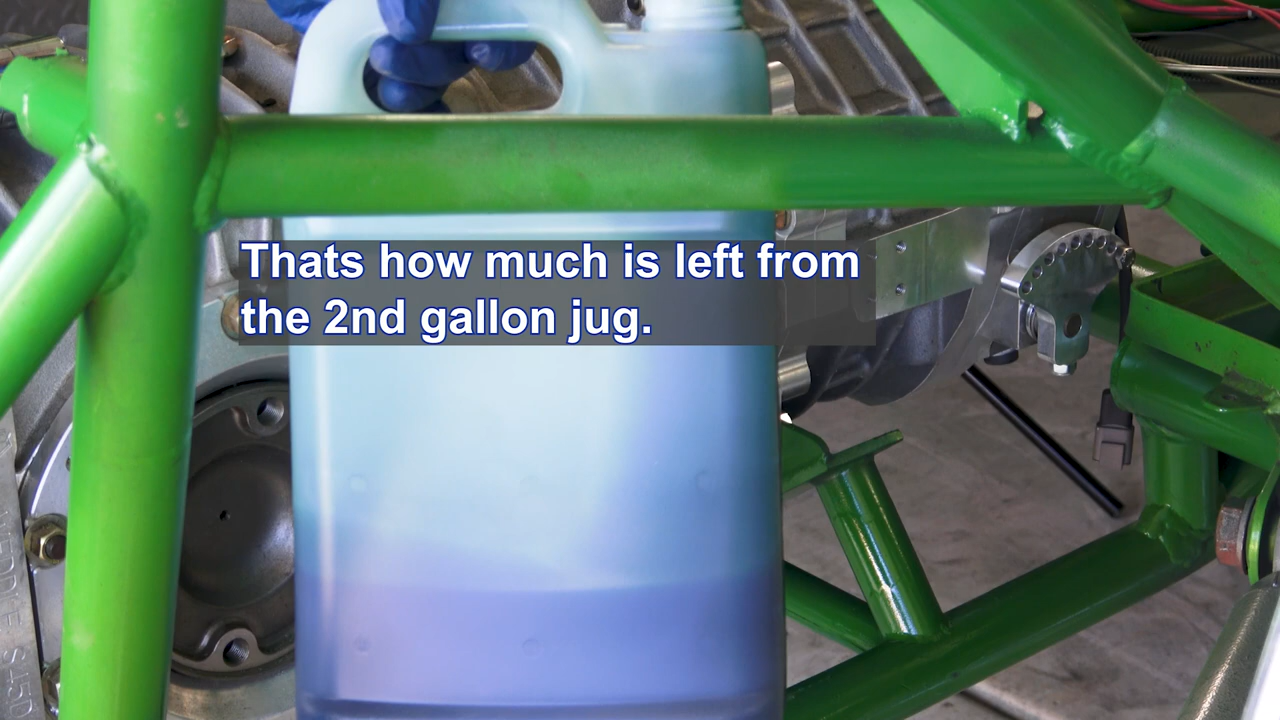 Thats how much is left from
the 2nd gallon jug.